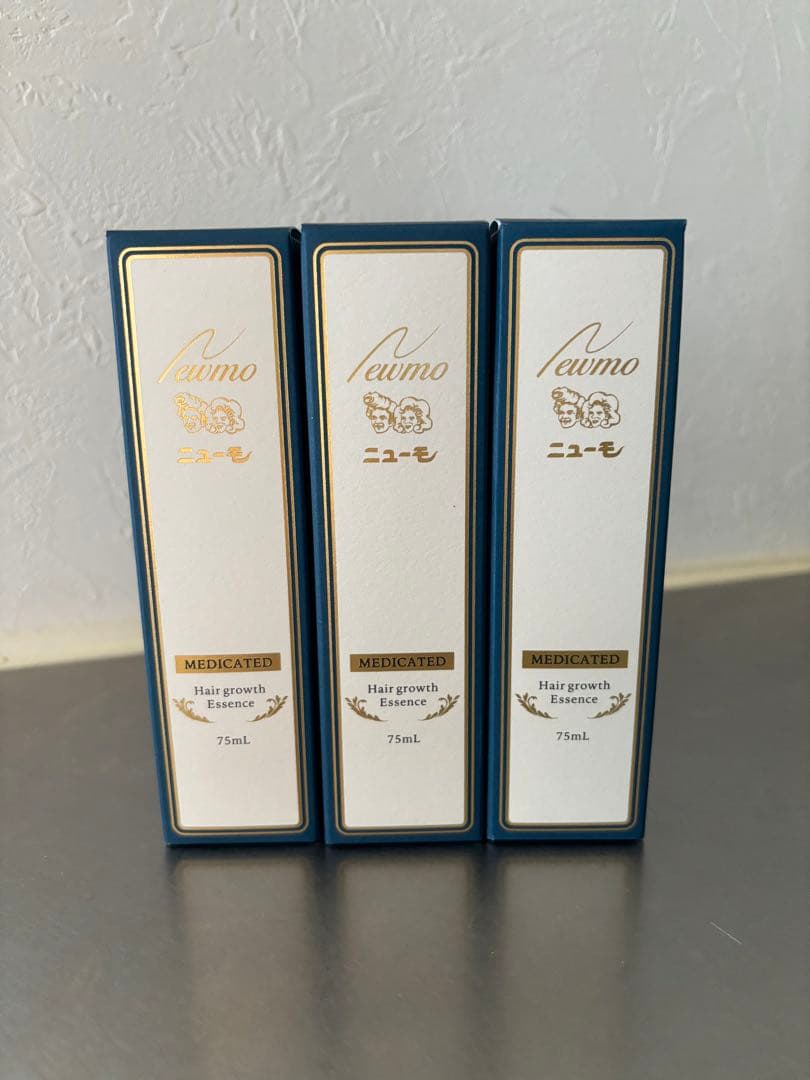 Newmo
ニューモ
MEDICATED
Hair growth
Essence
75mL
Newmo
ニューモ
MEDICATED
Hair growth
Essence
75mL
Newmo
ニューモ
MEDICATED
Hair growth
Essence
75mL